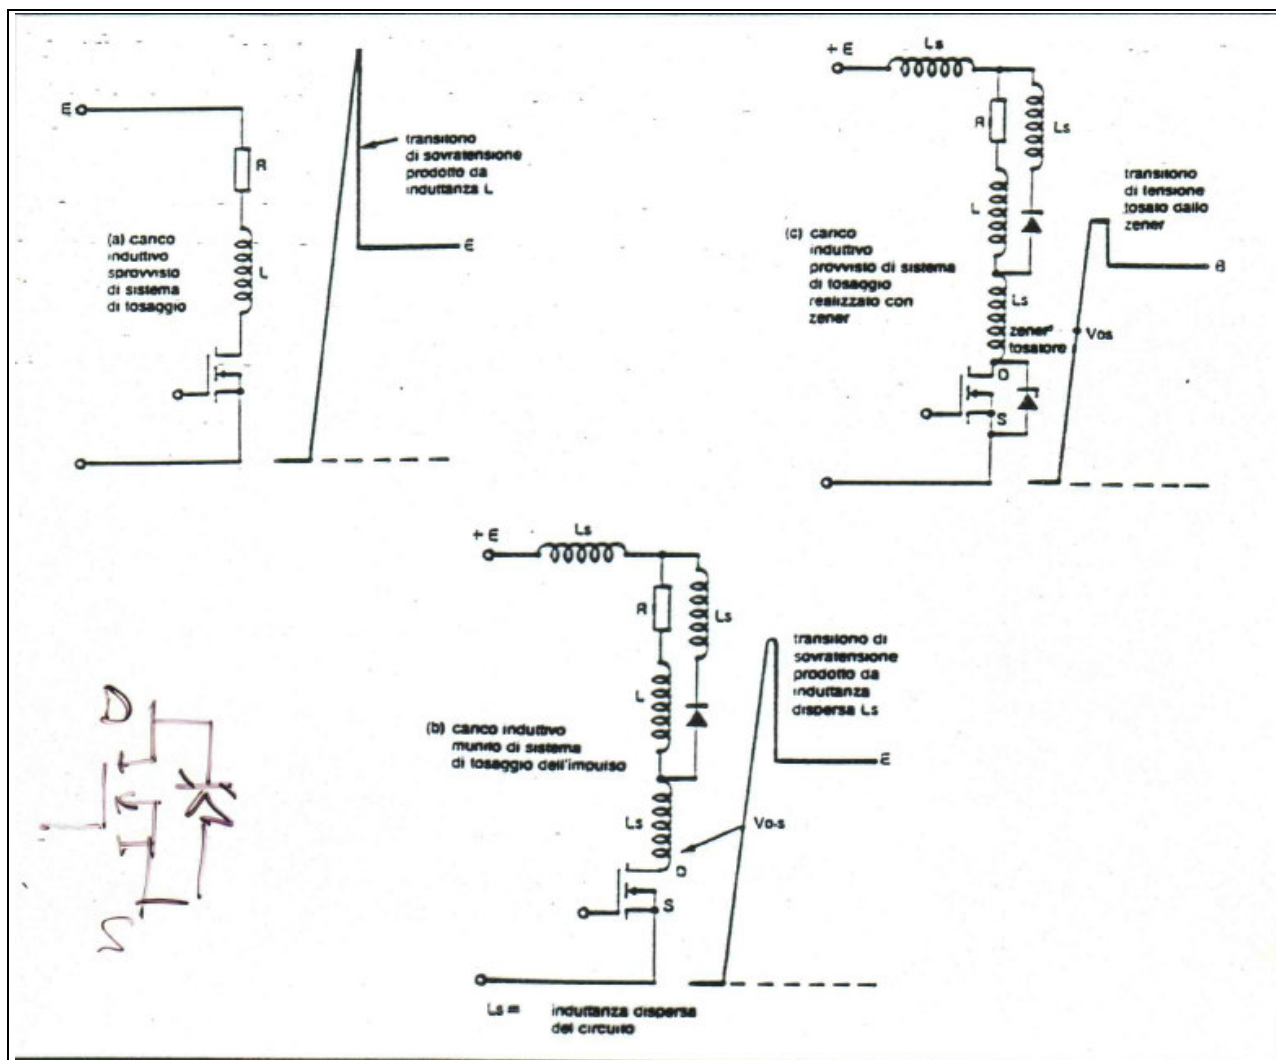 E
R
transitorio
di sovratensione
prodotto da
induttanza L
(a) carico
induttivo
sprovvisto
di sistema
di tosaggio
L
E
+ E
Ls
R
Ls
transitorio
di tensione
tosato dallo
zener
L
(c) carico
induttivo
provvisto di sistema
di tosaggio
realizzato con
zener
E
Ls
zener
tosatore
VDS
D
S
+ E
Ls
R
Ls
transitorio di
sovratensione
prodotto da
induttanza
dispersa Ls
L
(b) carico induttivo
munito di sistema
di tosaggio dell'impulso
E
Ls
VD-S
D
S
Ls = induttanza dispersa
del circuito
D